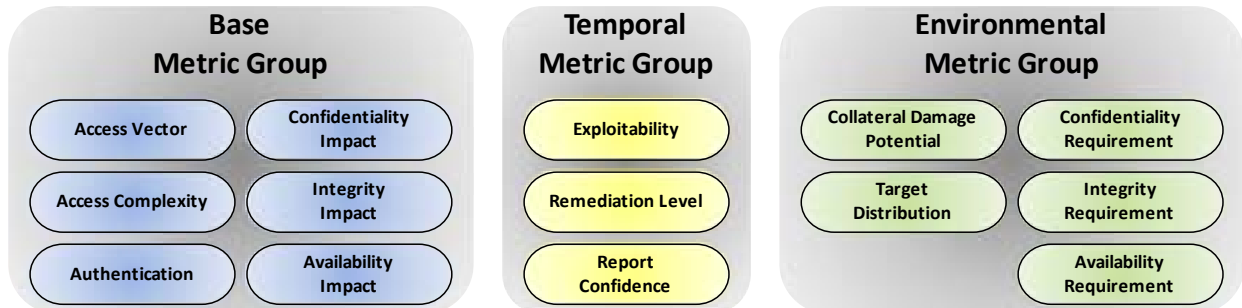 Base
Metric Group
Access Vector
Confidentiality
Impact
Access Complexity
Integrity
Impact
Authentication
Availability
Impact
Temporal
Metric Group
Exploitability
Remediation Level
Report
Confidence
Environmental
Metric Group
Collateral Damage
Potential
Confidentiality
Requirement
Target
Distribution
Integrity
Requirement
Availability
Requirement